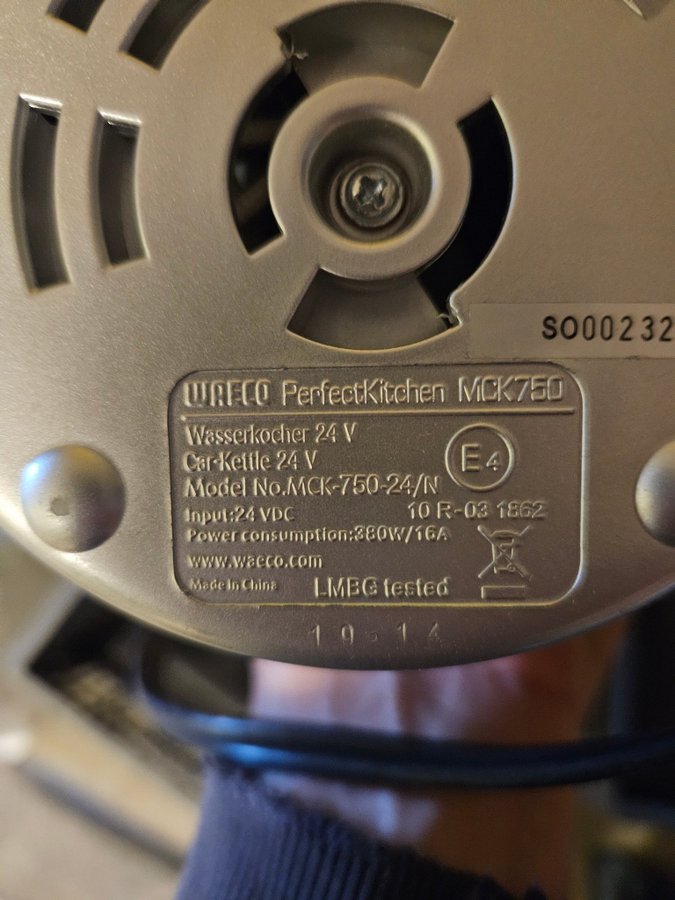 SO00232
WAECO PerfectKitchen MCK750
Wasserkocher 24 V
Car-Kettle 24 V
E4
Model No.MCK-750-24/N
Input:24 VDC
10 R-03 1862
Power consumption:380W/16A
www.waeco.com
Made in China
LMBG tested
19-14